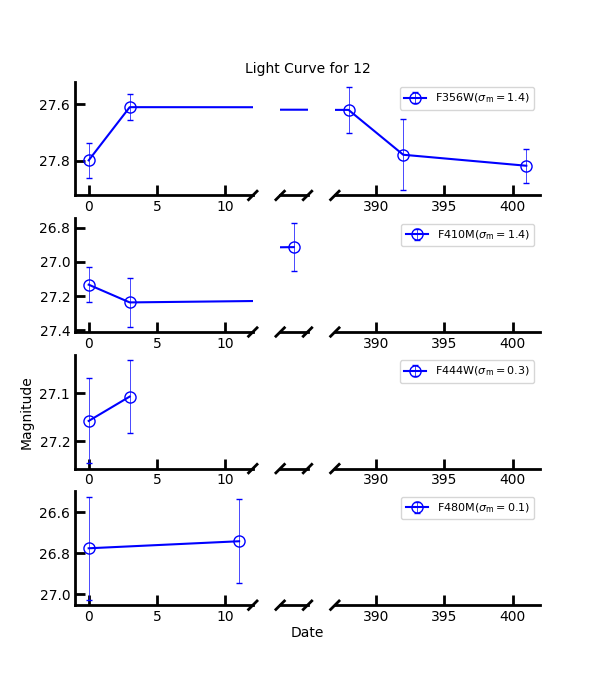 Light Curve for 12
F356W(σm = 1.4)
27.6
27.8
0 5 10 390 395 400
F410M(σm = 1.4)
26.8
27.0
27.2
27.4
0 5 10 390 395 400
F444W(σm = 0.3)
27.1
27.2
0 5 10 390 395 400
Magnitude
F480M(σm = 0.1)
26.6
26.8
27.0
0 5 10 390 395 400
Date